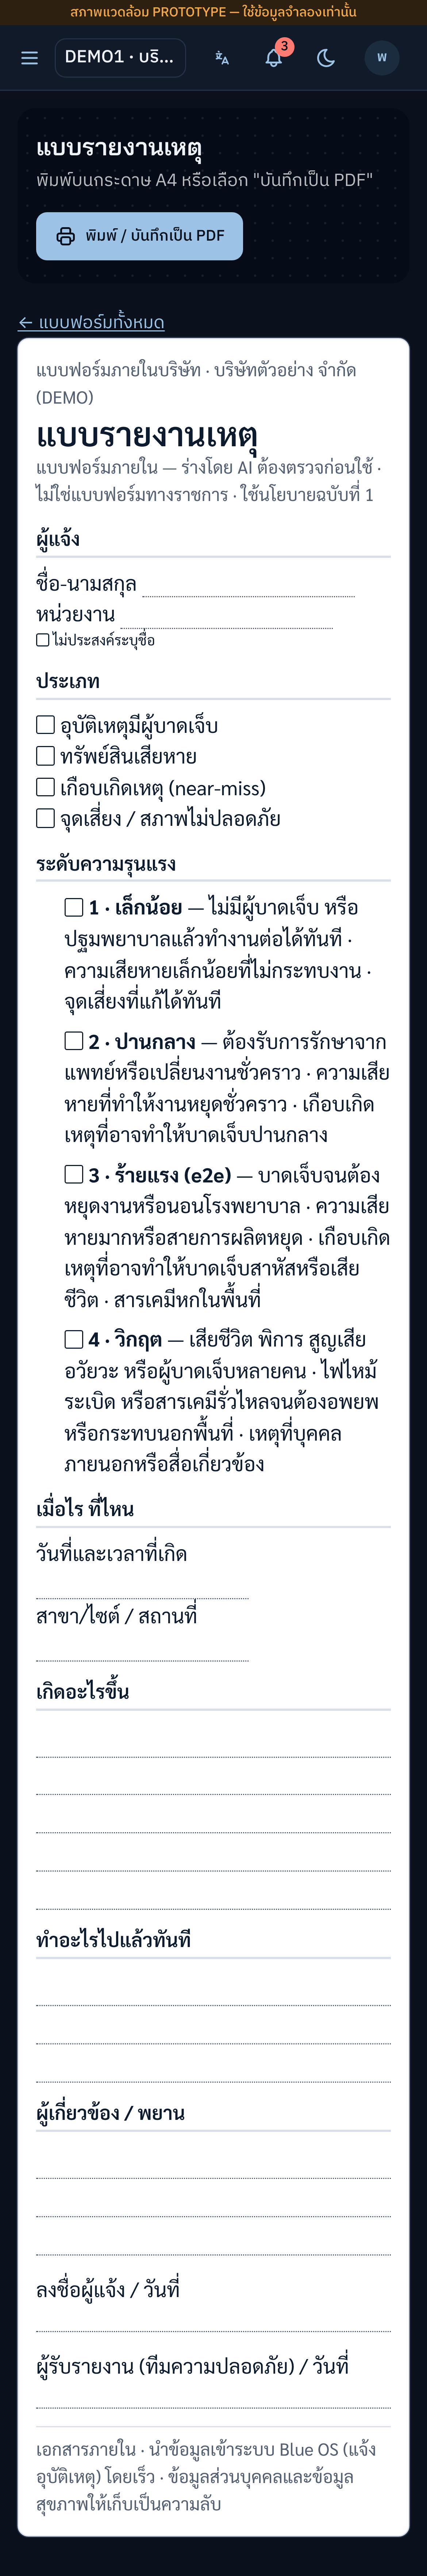 สภาพแวดล้อม PROTOTYPE — ใช้ข้อมูลจำลองเท่านั้น
DEMO1 · บริ...
3
W
แบบรายงานเหตุ
พิมพ์บนกระดาษ A4 หรือเลือก "บันทึกเป็น PDF"
พิมพ์ / บันทึกเป็น PDF
← แบบฟอร์มทั้งหมด
แบบฟอร์มภายในบริษัท · บริษัทตัวอย่าง จำกัด
(DEMO)
แบบรายงานเหตุ
แบบฟอร์มภายใน — ร่างโดย AI ต้องตรวจก่อนใช้ ·
ไม่ใช่แบบฟอร์มทางราชการ · ใช้นโยบายฉบับที่ 1
ผู้แจ้ง
ชื่อ-นามสกุล
หน่วยงาน
ไม่ประสงค์ระบุชื่อ
ประเภท
อุบัติเหตุมีผู้บาดเจ็บ
ทรัพย์สินเสียหาย
เกือบเกิดเหตุ (near-miss)
จุดเสี่ยง / สภาพไม่ปลอดภัย
ระดับความรุนแรง
1 · เล็กน้อย — ไม่มีผู้บาดเจ็บ หรือ
ปฐมพยาบาลแล้วทำงานต่อได้ทันที ·
ความเสียหายเล็กน้อยที่ไม่กระทบงาน ·
จุดเสี่ยงที่แก้ได้ทันที
2 · ปานกลาง — ต้องรับการรักษาจาก
แพทย์หรือเปลี่ยนงานชั่วคราว · ความเสีย
หายที่ทำให้งานหยุดชั่วคราว · เกือบเกิด
เหตุที่อาจทำให้บาดเจ็บปานกลาง
3 · ร้ายแรง (e2e) — บาดเจ็บจนต้อง
หยุดงานหรือนอนโรงพยาบาล · ความเสีย
หายมากหรือสายการผลิตหยุด · เกือบเกิด
เหตุที่อาจทำให้บาดเจ็บสาหัสหรือเสีย
ชีวิต · สารเคมีหกในพื้นที่
4 · วิกฤต — เสียชีวิต พิการ สูญเสีย
อวัยวะ หรือผู้บาดเจ็บหลายคน · ไฟไหม้
ระเบิด หรือสารเคมีรั่วไหลจนต้องอพยพ
หรือกระทบนอกพื้นที่ · เหตุที่บุคคล
ภายนอกหรือสื่อเกี่ยวข้อง
เมื่อไร ที่ไหน
วันที่และเวลาที่เกิด
สาขา/ไซต์ / สถานที่
เกิดอะไรขึ้น
ทำอะไรไปแล้วทันที
ผู้เกี่ยวข้อง / พยาน
ลงชื่อผู้แจ้ง / วันที่
ผู้รับรายงาน (ทีมความปลอดภัย) / วันที่
เอกสารภายใน · นำข้อมูลเข้าระบบ Blue OS (แจ้ง
อุบัติเหตุ) โดยเร็ว · ข้อมูลส่วนบุคคลและข้อมูล
สุขภาพให้เก็บเป็นความลับ